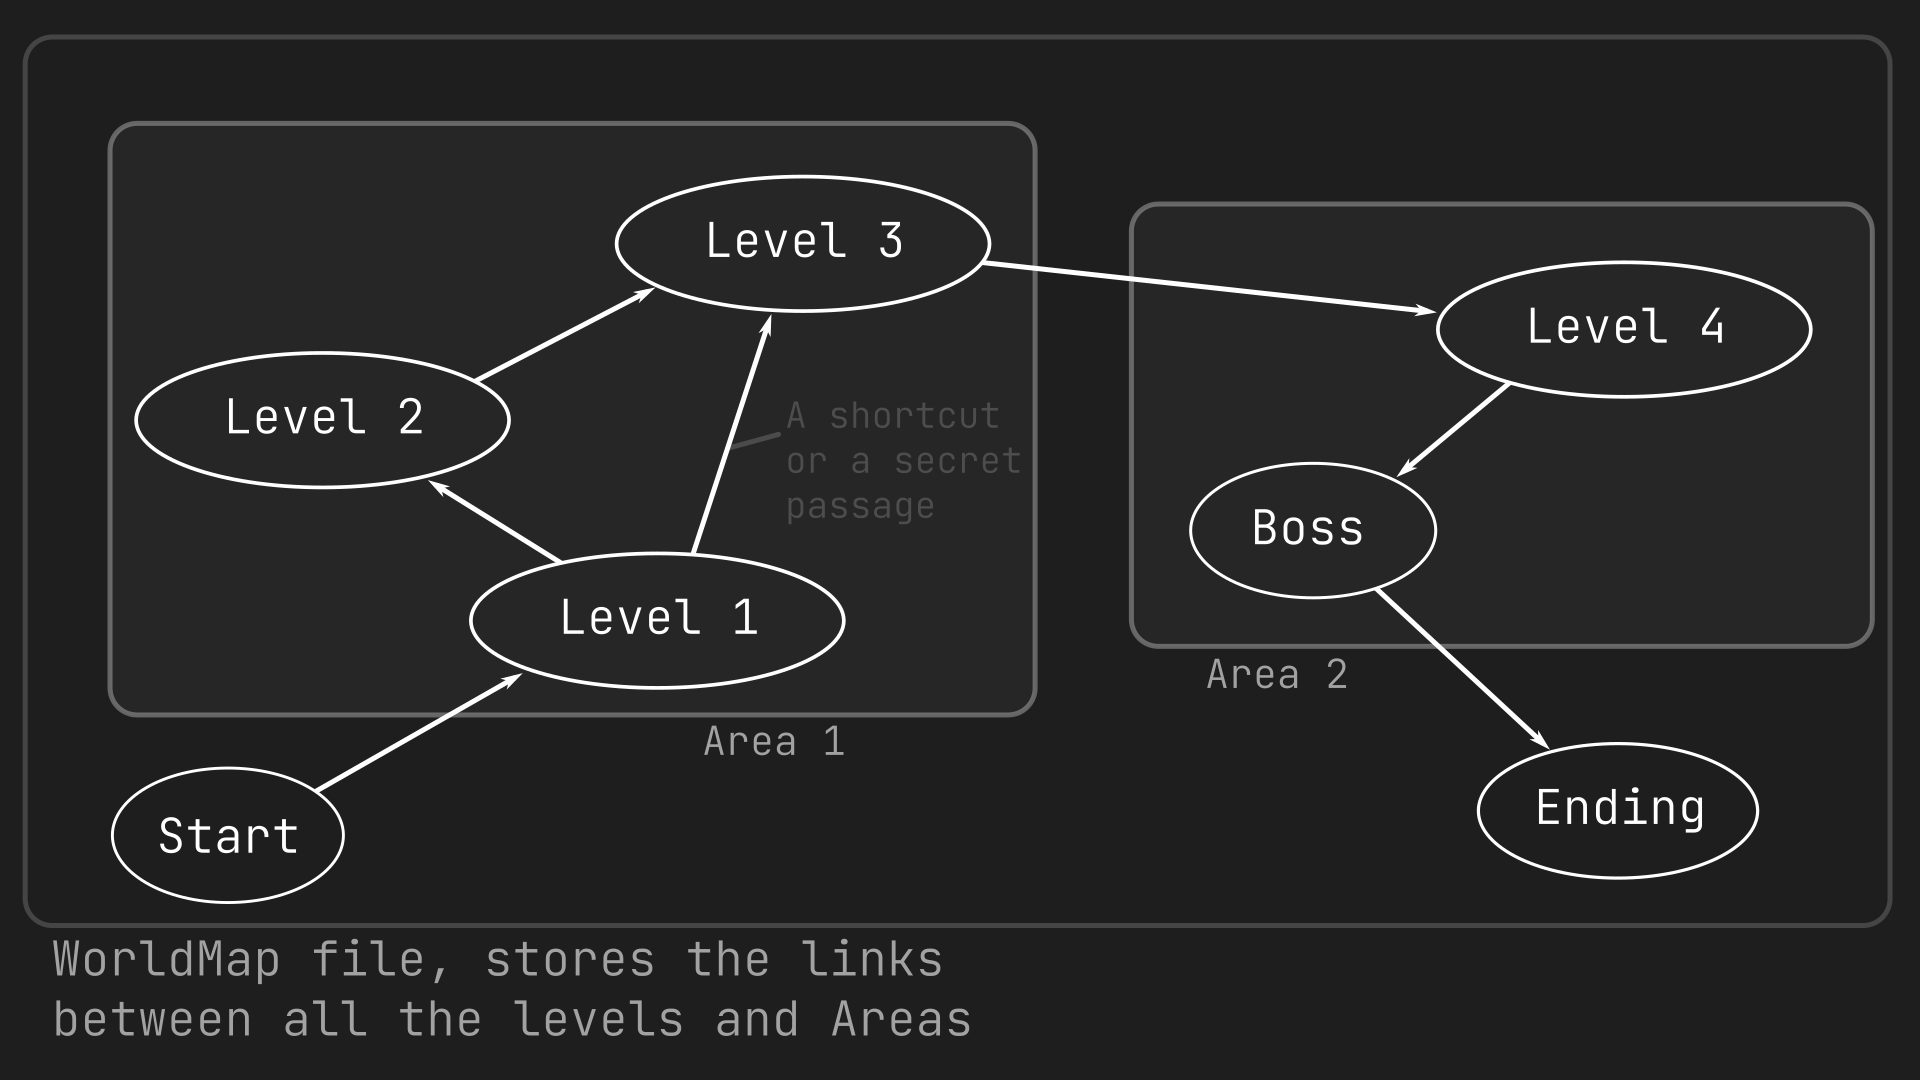 Level 3
Level 4
Level 2
A shortcut
or a secret
passage
Boss
Level 1
Area 2
Area 1
Ending
Start
WorldMap file, stores the links
between all the levels and Areas